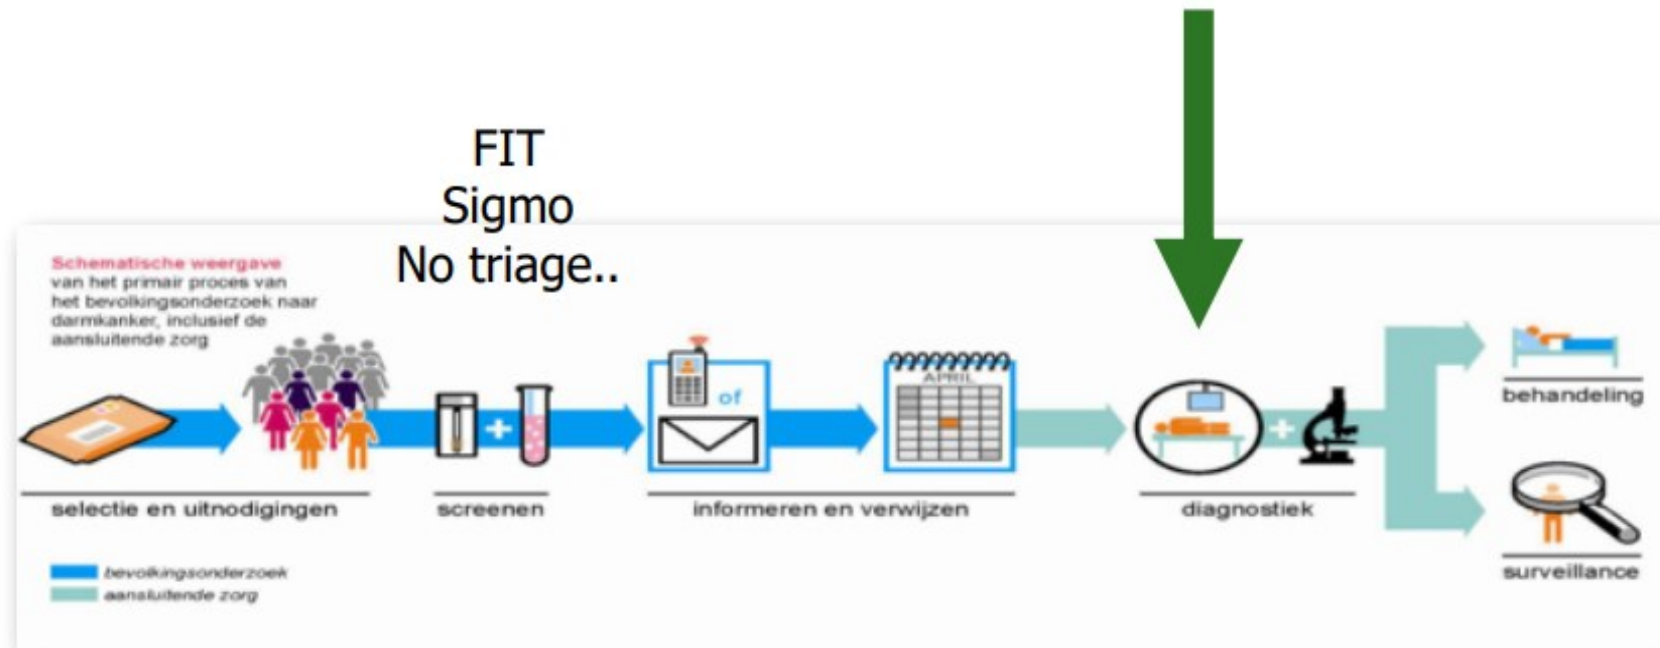 FIT
Sigmo
No triage..
Schematische weergave
van het primair proces van
het bevolkingsonderzoek naar
darmkanker, inclusief de
aansluitende zorg
of
APRIL
selectie en uitnodigingen
screenen
informeren en verwijzen
diagnostiek
behandeling
surveillance
bevolkingsonderzoek
aansluitende zorg